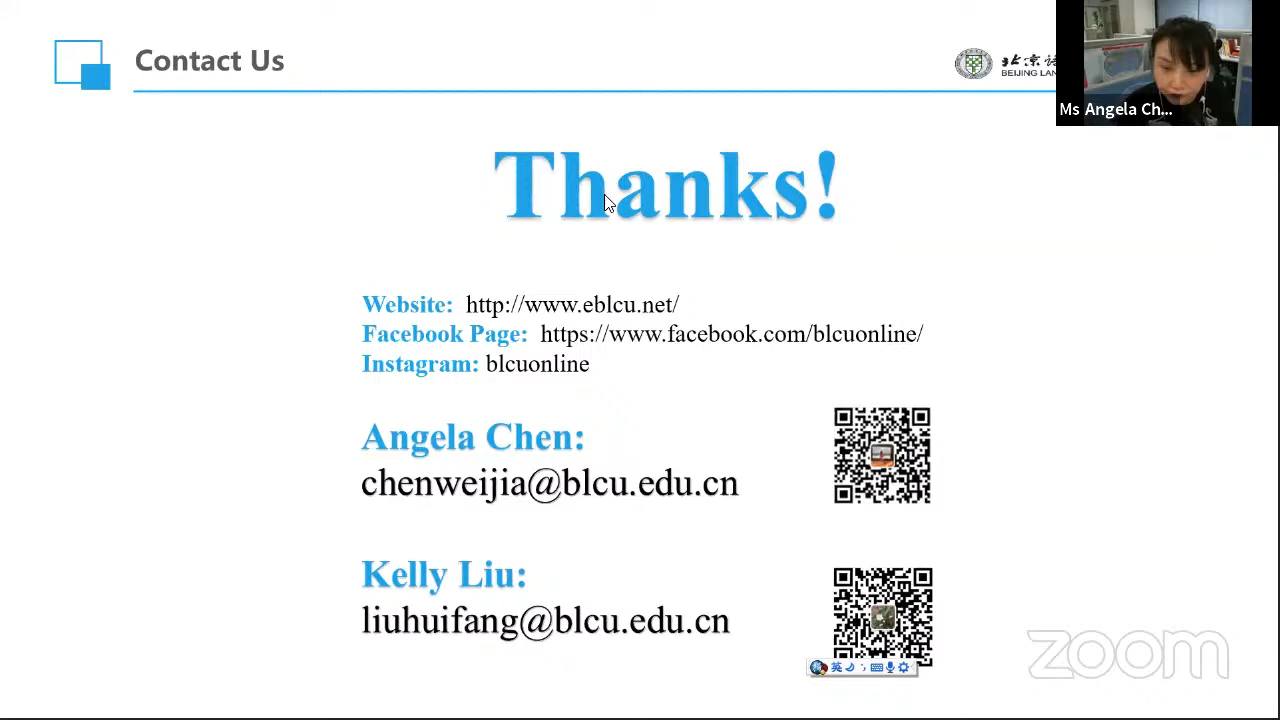 Contact Us
北京语
BEIJING LAN
Ms Angela Ch...
Thanks!
Website: http://www.eblcu.net/
Facebook Page: https://www.facebook.com/blcuonline/
Instagram: blcuonline
Angela Chen:
chenweijia@blcu.edu.cn
Kelly Liu:
liuhuifang@blcu.edu.cn
英
zoom